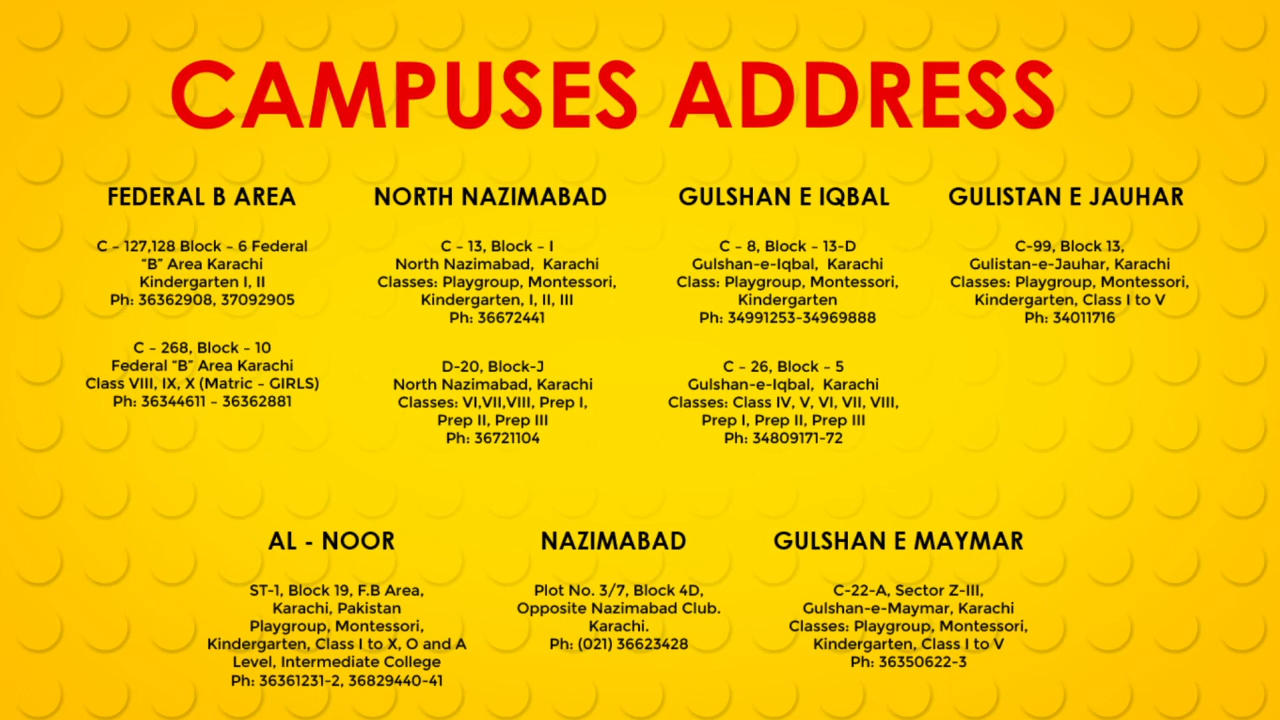 CAMPUSES ADDRESS
FEDERAL B AREA
C - 127,128 Block - 6 Federal
"B" Area Karachi
Kindergarten I, II
Ph: 36362908, 37092905
C - 268, Block - 10
Federal "B" Area Karachi
Class VIII, IX, X (Matric - GIRLS)
Ph: 36344611 - 36362881
NORTH NAZIMABAD
C - 13, Block - I
North Nazimabad, Karachi
Classes: Playgroup, Montessori,
Kindergarten, I, II, III
Ph: 36672441
D-20, Block-J
North Nazimabad, Karachi
Classes: VI,VII,VIII, Prep I,
Prep II, Prep III
Ph: 36721104
GULSHAN E IQBAL
C - 8, Block - 13-D
Gulshan-e-Iqbal, Karachi
Class: Playgroup, Montessori,
Kindergarten
Ph: 34991253-34969888
C - 26, Block - 5
Gulshan-e-Iqbal, Karachi
Classes: Class IV, V, VI, VII, VIII,
Prep I, Prep II, Prep III
Ph: 34809171-72
GULISTAN E JAUHAR
C-99, Block 13,
Gulistan-e-Jauhar, Karachi
Classes: Playgroup, Montessori,
Kindergarten, Class I to V
Ph: 34011716
AL - NOOR
ST-1, Block 19, F.B Area,
Karachi, Pakistan
Playgroup, Montessori,
Kindergarten, Class I to X, O and A
Level, Intermediate College
Ph: 36361231-2, 36829440-41
NAZIMABAD
Plot No. 3/7, Block 4D,
Opposite Nazimabad Club.
Karachi.
Ph: (021) 36623428
GULSHAN E MAYMAR
C-22-A, Sector Z-III,
Gulshan-e-Maymar, Karachi
Classes: Playgroup, Montessori,
Kindergarten, Class I to V
Ph: 36350622-3